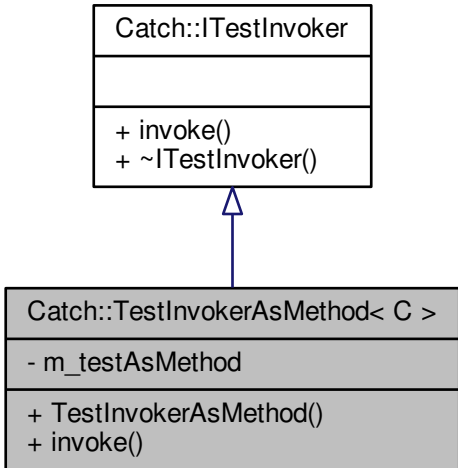 Catch::ITestInvoker
+ invoke()
+ ~ITestInvoker()
Catch::TestInvokerAsMethod< C >
- m_testAsMethod
+ TestInvokerAsMethod()
+ invoke()